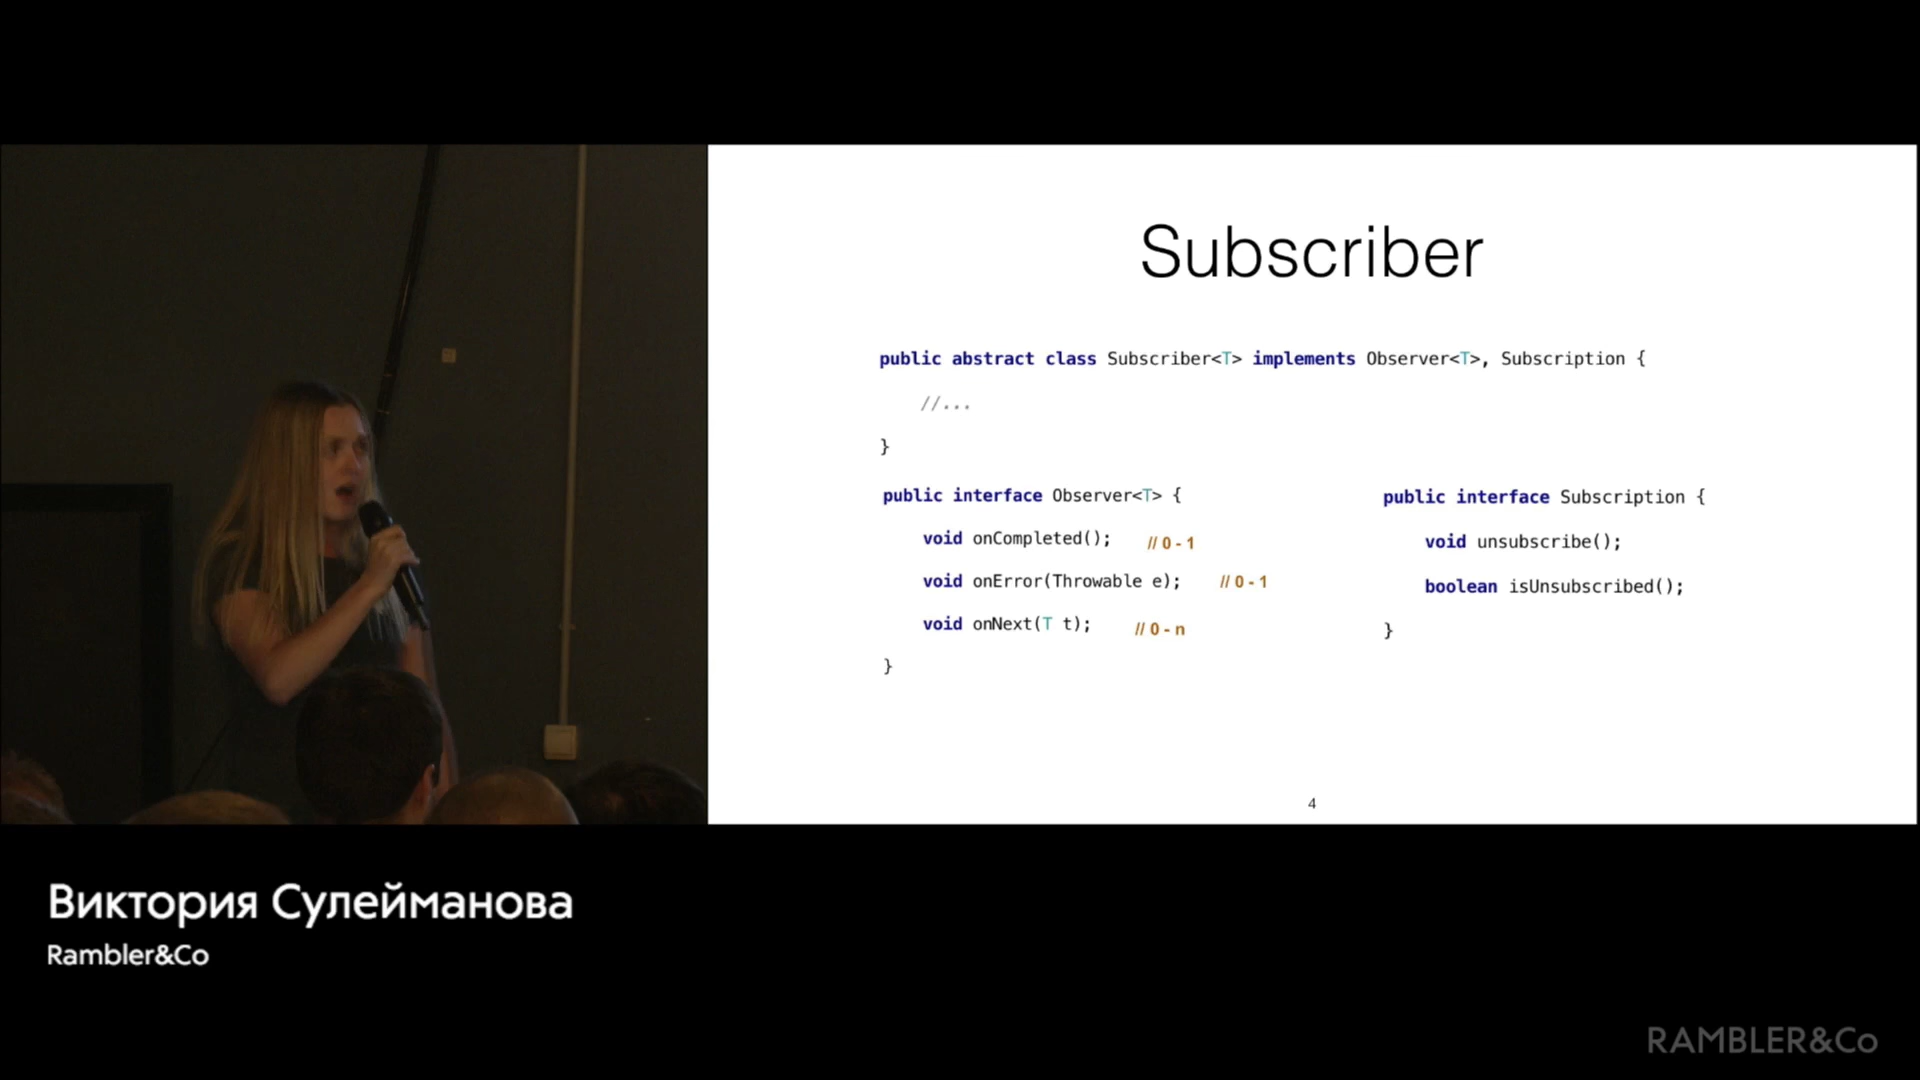 Subscriber
public abstract class Subscriber<T> implements Observer<T>, Subscription {
//...
}
public interface Observer<T> {
void onCompleted(); // 0 - 1
void onError(Throwable e); // 0 - 1
void onNext(T t); // 0 - n
}
public interface Subscription {
void unsubscribe();
boolean isUnsubscribed();
}
4
Виктория Сулейманова
Rambler&Co
RAMBLER&Co